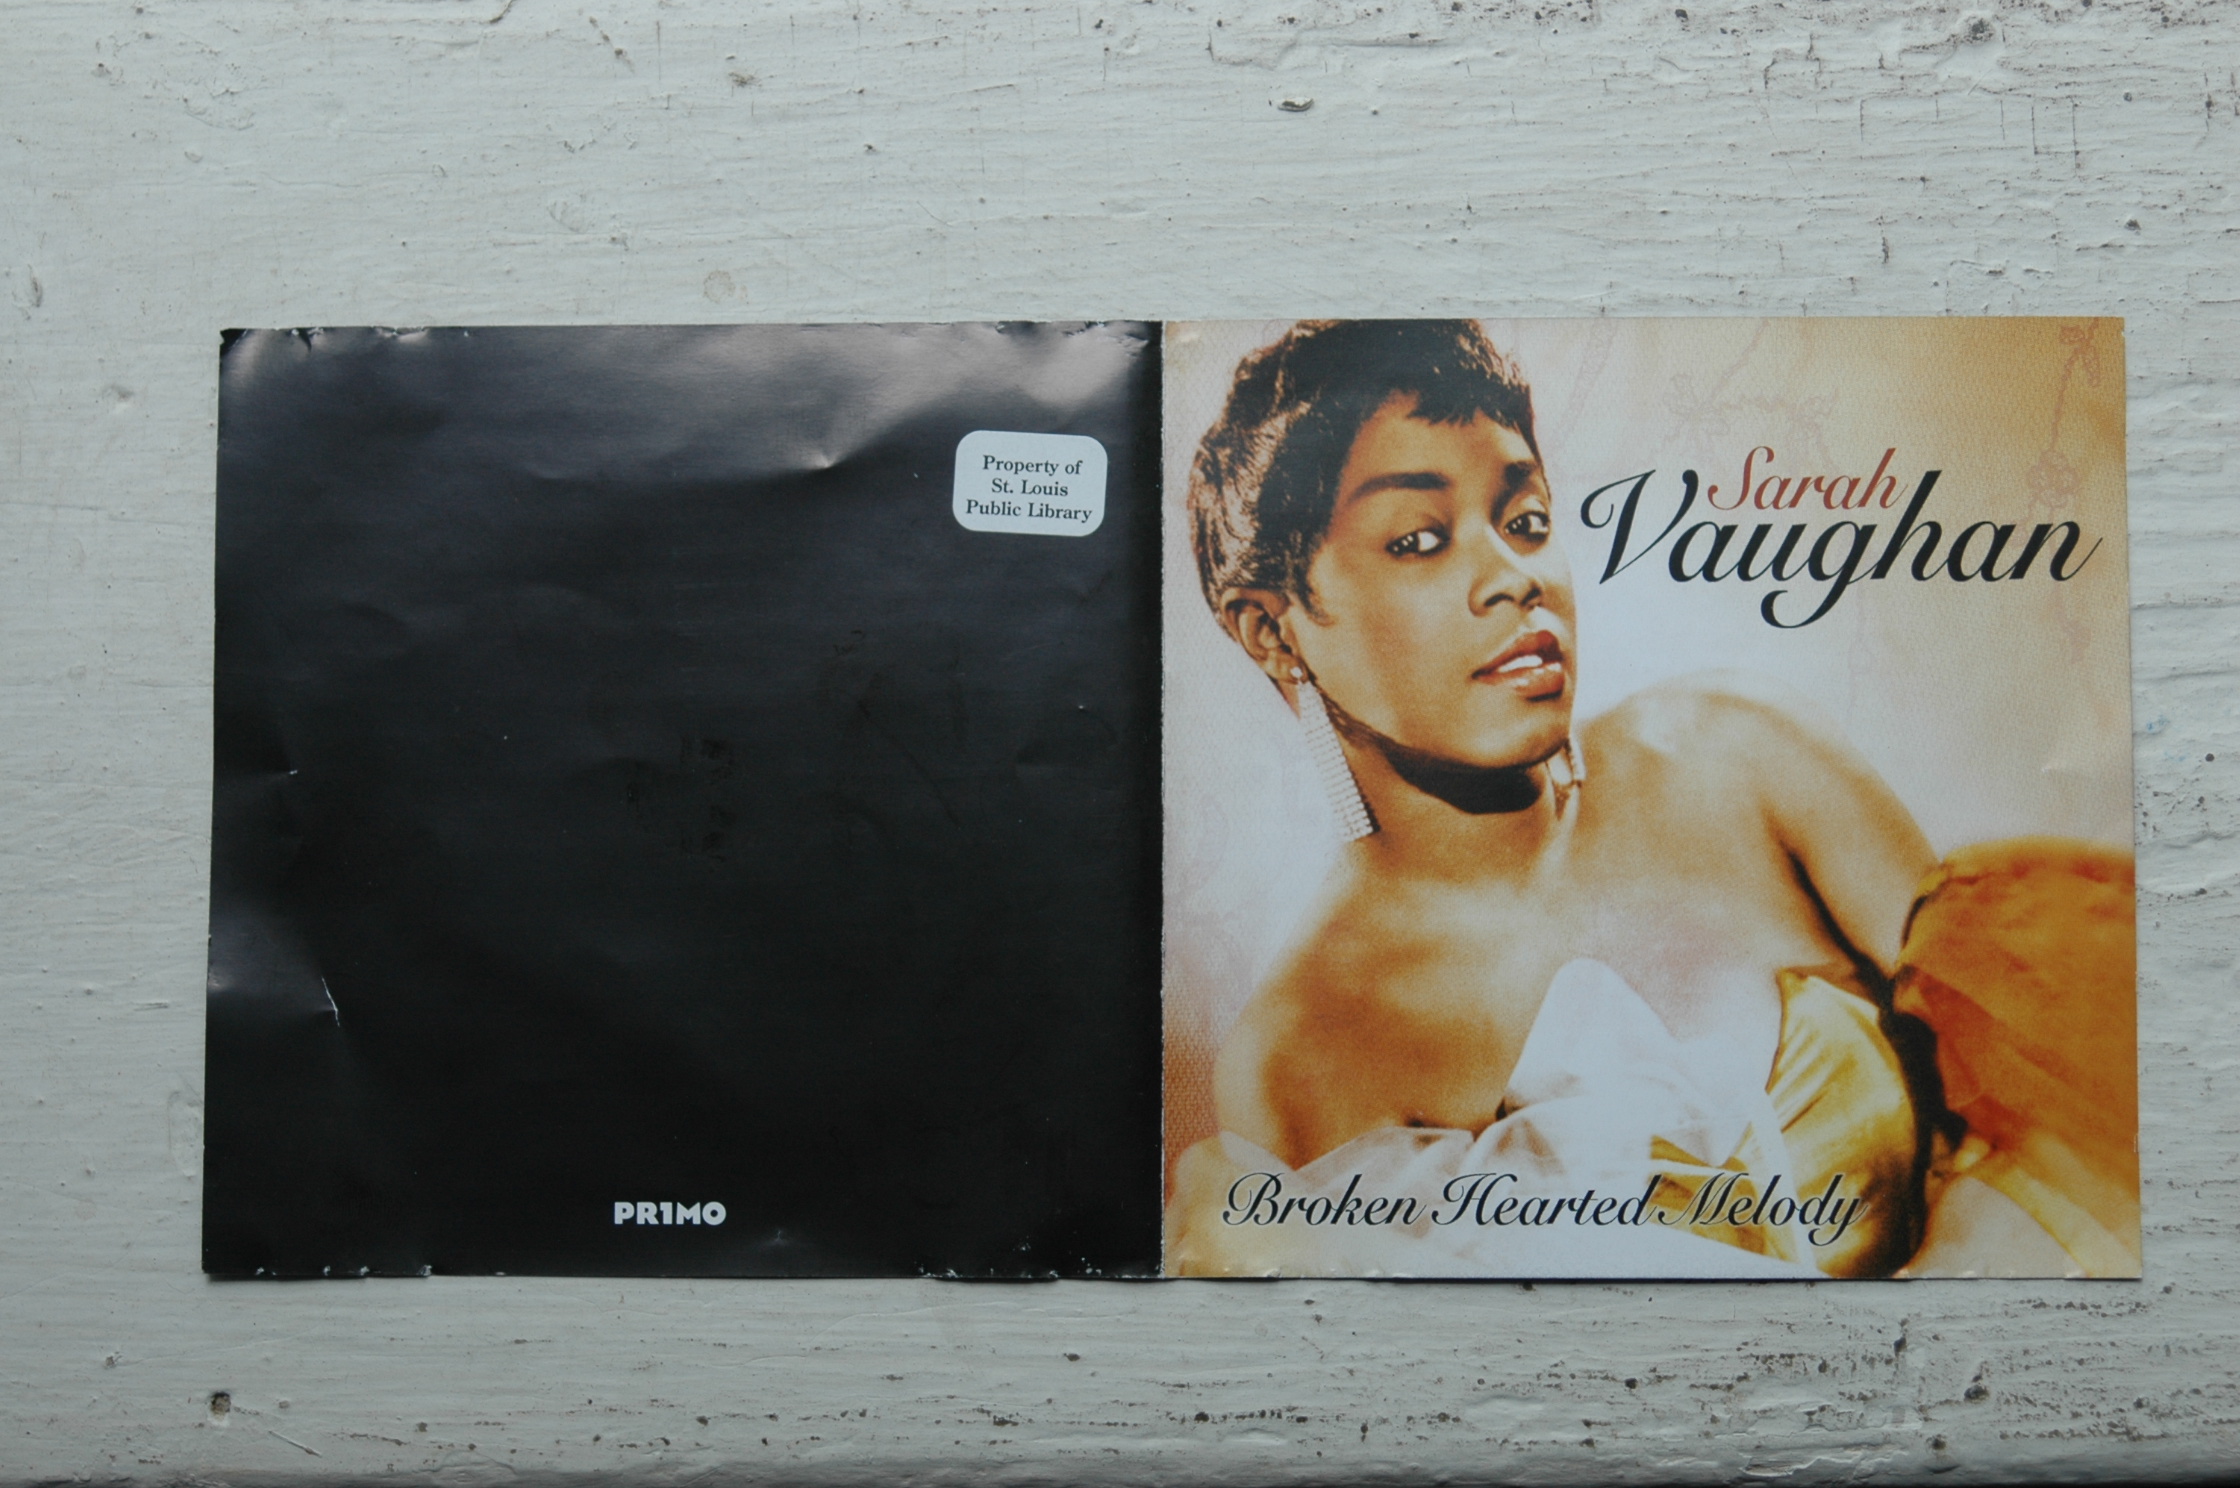 Property of
St. Louis
Public Library
PR1MO
Sarah
Vaughan
Broken Hearted Melody